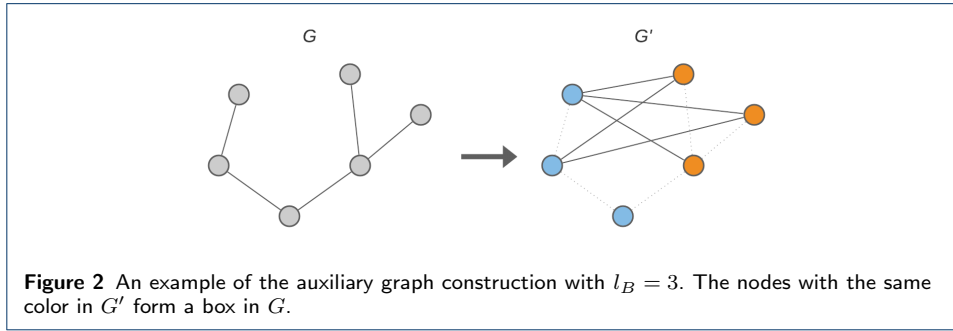 G
G'
Figure 2 An example of the auxiliary graph construction with l_B = 3. The nodes with the same
color in G′ form a box in G.